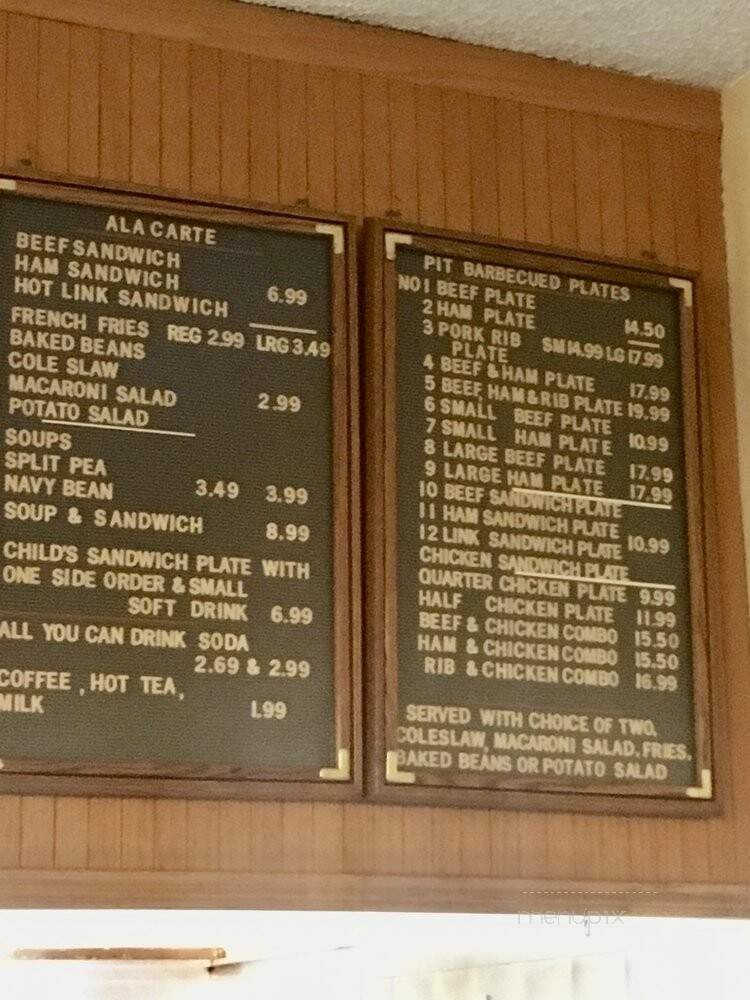 ALA CARTE
BEEF SANDWICH
HAM SANDWICH
HOT LINK SANDWICH 6.99
FRENCH FRIES REG 2.99 LRG 3.49
BAKED BEANS
COLE SLAW
MACARONI SALAD 2.99
POTATO SALAD
SOUPS
SPLIT PEA
NAVY BEAN 3.49 3.99
SOUP & SANDWICH 8.99
CHILD'S SANDWICH PLATE WITH
ONE SIDE ORDER & SMALL
SOFT DRINK 6.99
ALL YOU CAN DRINK SODA
2.69 & 2.99
COFFEE, HOT TEA,
MILK 1.99
PIT BARBECUED PLATES
NO 1 BEEF PLATE
2 HAM PLATE 14.50
3 PORK RIB SM 14.99 LG 17.99
PLATE
4 BEEF & HAM PLATE 17.99
5 BEEF, HAM & RIB PLATE 19.99
6 SMALL BEEF PLATE
7 SMALL HAM PLATE 10.99
8 LARGE BEEF PLATE 17.99
9 LARGE HAM PLATE 17.99
10 BEEF SANDWICH PLATE
11 HAM SANDWICH PLATE
12 LINK SANDWICH PLATE 10.99
CHICKEN SANDWICH PLATE
QUARTER CHICKEN PLATE 9.99
HALF CHICKEN PLATE 11.99
BEEF & CHICKEN COMBO 15.50
HAM & CHICKEN COMBO 15.50
RIB & CHICKEN COMBO 16.99
SERVED WITH CHOICE OF TWO,
COLESLAW, MACARONI SALAD, FRIES,
BAKED BEANS OR POTATO SALAD
menupix